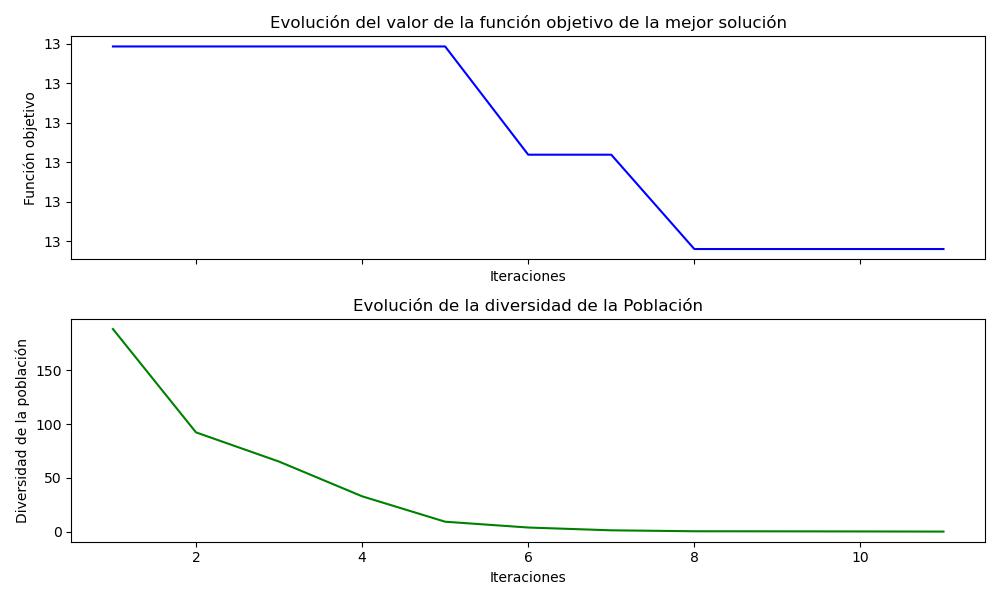 Evolución del valor de la función objetivo de la mejor solución
13
13
13
13
13
13
Función objetivo
Iteraciones
Evolución de la diversidad de la Población
150
100
50
0
Diversidad de la población
2 4 6 8 10
Iteraciones